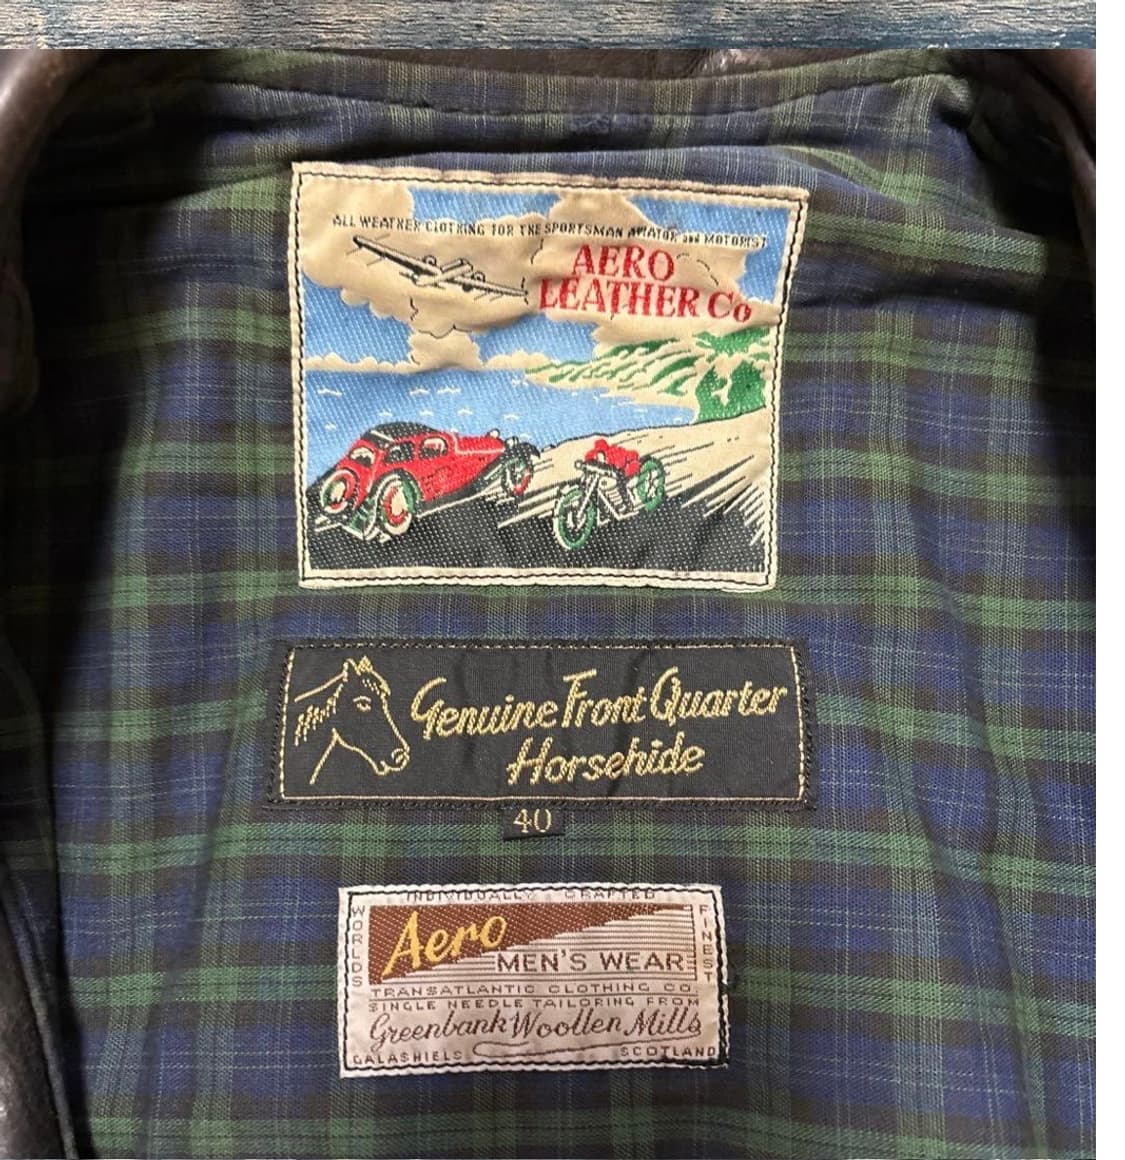 ALL WEATHER CLOTHING FOR THE SPORTSMAN AVIATOR and MOTORIST
AERO
LEATHER Co
Genuine Front Quarter
Horsehide
40
INDIVIDUALLY CRAFTED
WORLDS
FINEST
Aero
MEN'S WEAR
TRANSATLANTIC CLOTHING CO.
SINGLE NEEDLE TAILORING FROM
Greenbank Woollen Mills
GALASHIELS SCOTLAND